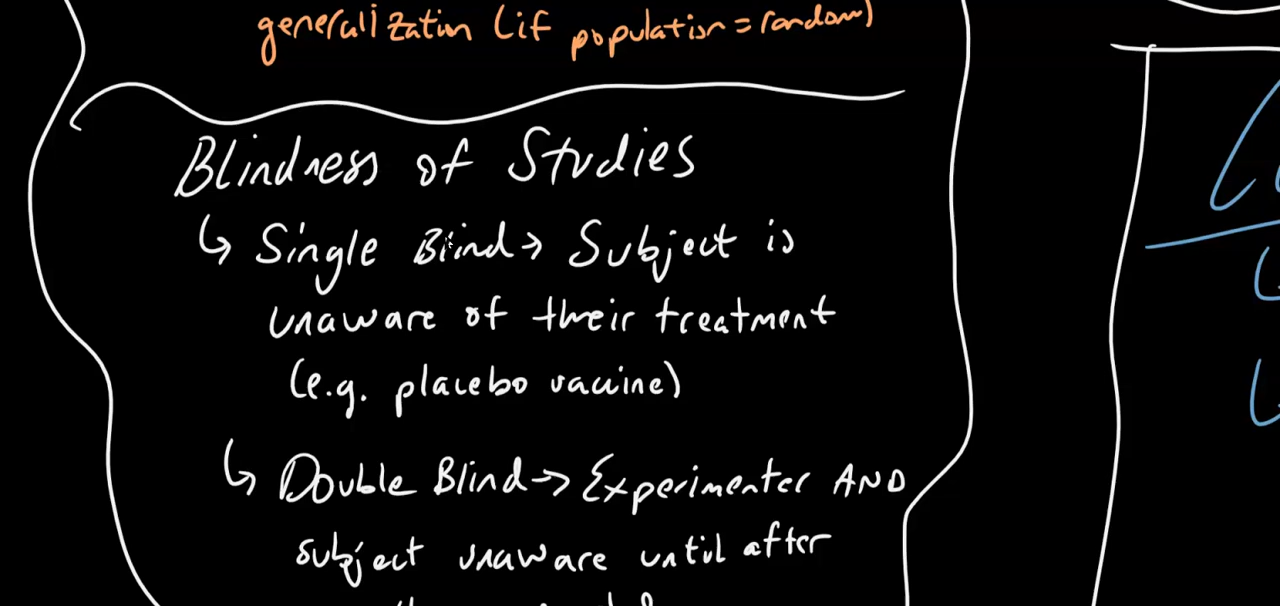 generalization (if population = random)
Blindness of Studies
↳ Single Blind → Subject is
unaware of their treatment
(e.g. placebo vaccine)
↳ Double Blind → Experimenter AND
subject unaware until after